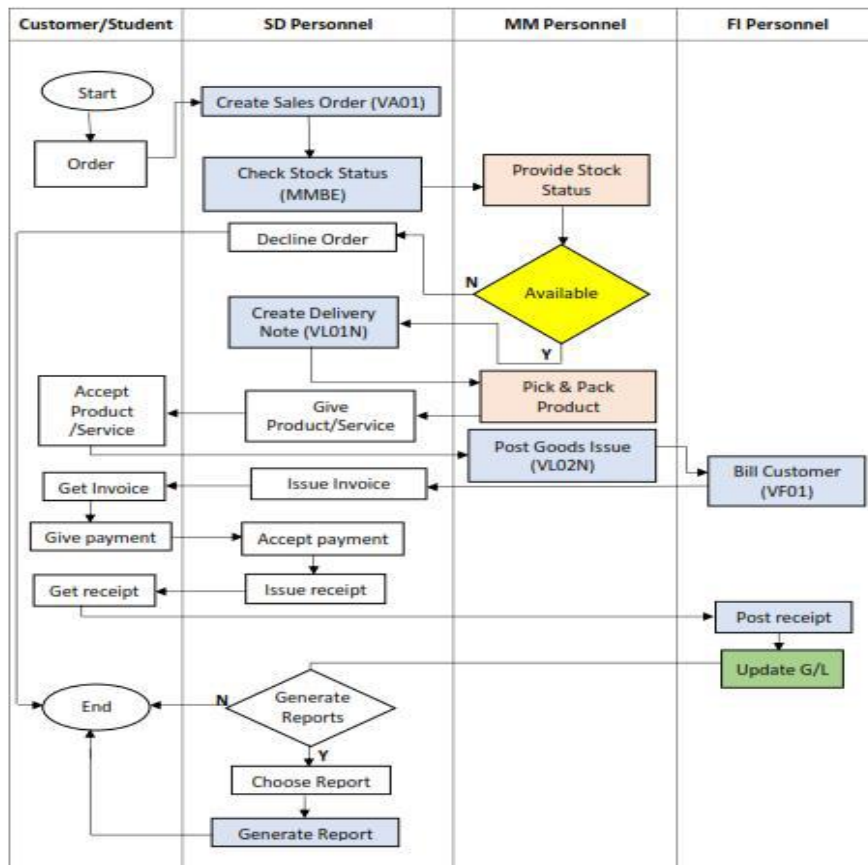 Customer/Student
SD Personnel
MM Personnel
FI Personnel
Start
Create Sales Order (VA01)
Order
Check Stock Status
(MMBE)
Provide Stock
Status
Decline Order
N
Available
Y
Create Delivery
Note (VL01N)
Pick & Pack
Product
Give
Product/Service
Accept
Product
/Service
Post Goods Issue
(VL02N)
Bill Customer
(VF01)
Issue Invoice
Get Invoice
Give payment
Accept payment
Issue receipt
Get receipt
Post receipt
Update G/L
Generate
Reports
N
End
Y
Choose Report
Generate Report